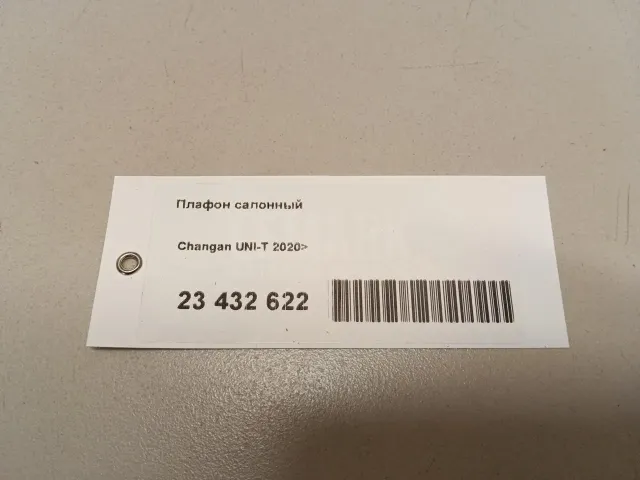 Плафон салонный
Changan UNI-T 2020>
23 432 622